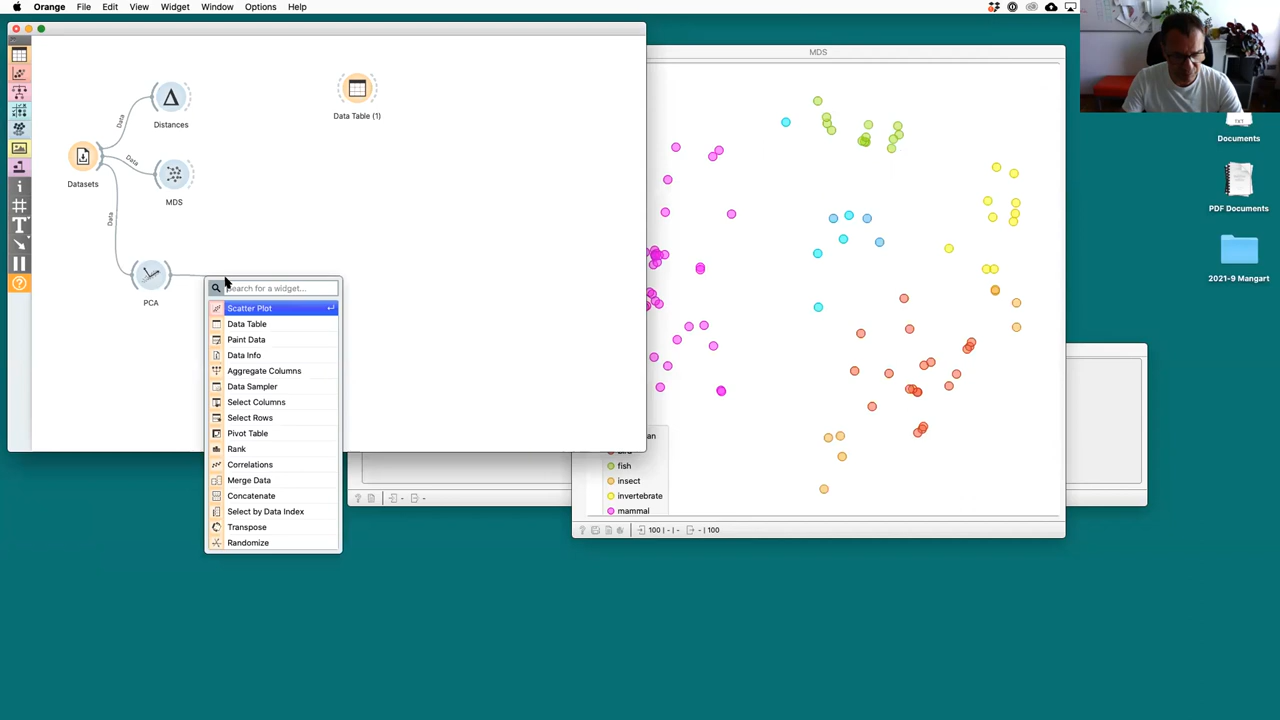 Orange File Edit View Widget Window Options Help
MDS
TXT
Documents
PDF Documents
2021-9 Mangart
Data Table (1)
Data
Distances
Data
Datasets
MDS
Data
PCA
Search for a widget...
Scatter Plot
Data Table
Paint Data
Data Info
Aggregate Columns
Data Sampler
Select Columns
Select Rows
Pivot Table
Rank
Correlations
Merge Data
Concatenate
Select by Data Index
Transpose
Randomize
fish
insect
invertebrate
mammal
100 | - | - - | 100